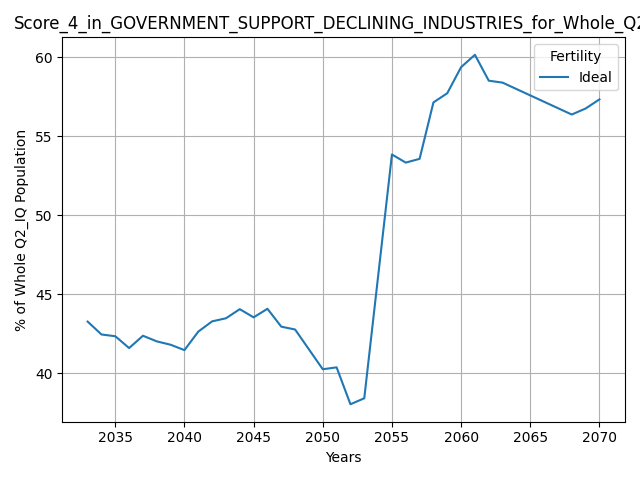 Score_4_in_GOVERNMENT_SUPPORT_DECLINING_INDUSTRIES_for_Whole_Q2
Fertility
Ideal
% of Whole Q2_IQ Population
60
55
50
45
40
2035 2040 2045 2050 2055 2060 2065 2070
Years